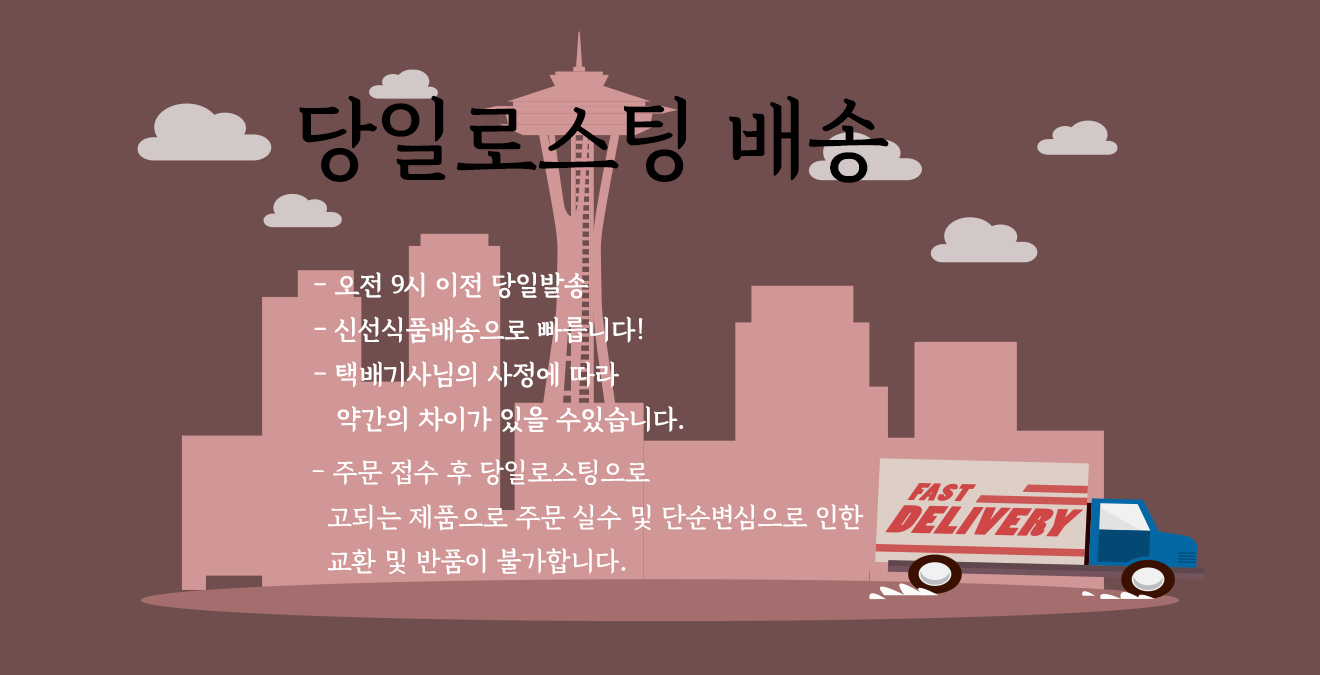 당일로스팅 배송
- 오전 9시 이전 당일발송
- 신선식품배송으로 빠릅니다!
- 택배기사님의 사정에 따라
약간의 차이가 있을 수있습니다.
- 주문 접수 후 당일로스팅으로
고되는 제품으로 주문 실수 및 단순변심으로 인한
교환 및 반품이 불가합니다.
FAST
DELIVERY